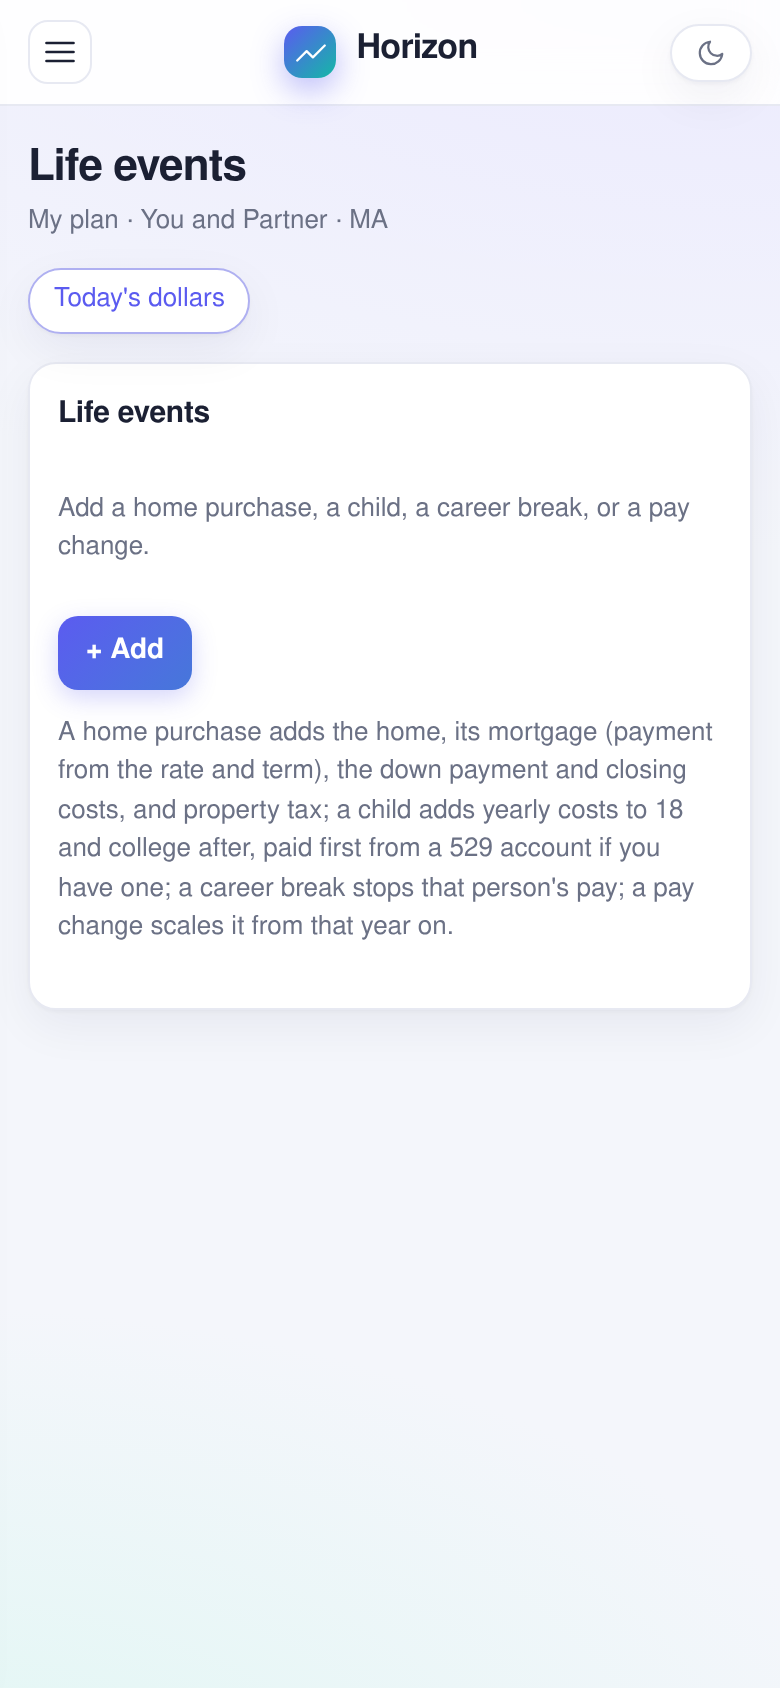 Horizon
Life events
My plan · You and Partner · MA
Today's dollars
Life events
Add a home purchase, a child, a career break, or a pay
change.
+ Add
A home purchase adds the home, its mortgage (payment
from the rate and term), the down payment and closing
costs, and property tax; a child adds yearly costs to 18
and college after, paid first from a 529 account if you
have one; a career break stops that person's pay; a pay
change scales it from that year on.